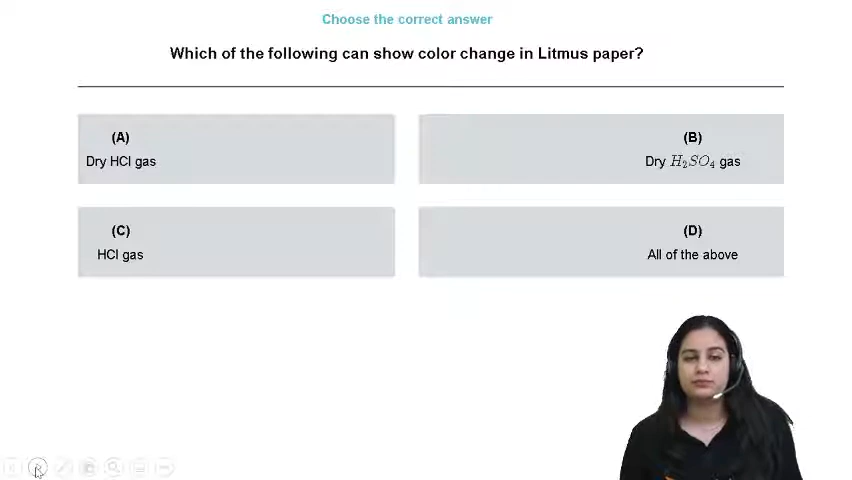 Choose the correct answer
Which of the following can show color change in Litmus paper?
(A)
Dry HCl gas
(B)
Dry H₂SO₄ gas
(C)
HCl gas
(D)
All of the above